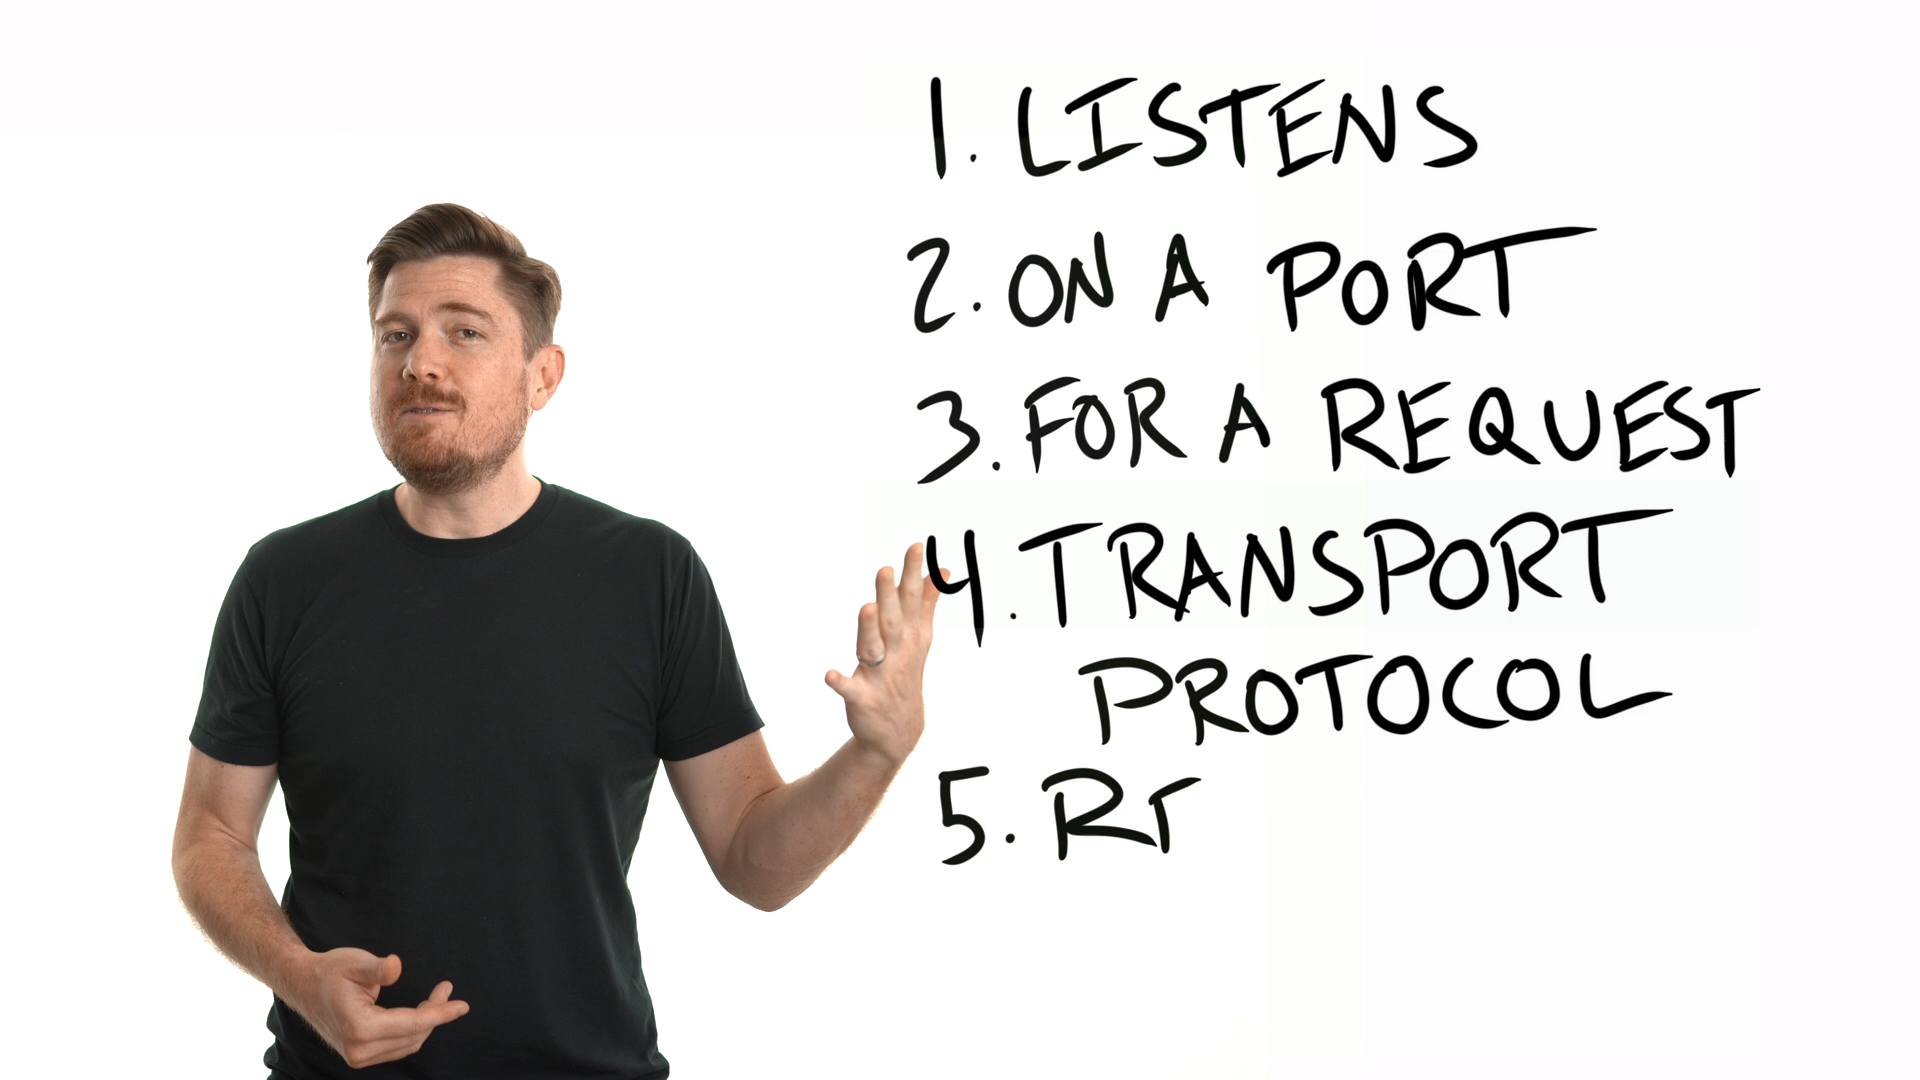 1. LISTENS
2. ON A PORT
3. FOR A REQUEST
4. TRANSPORT
PROTOCOL
5. R